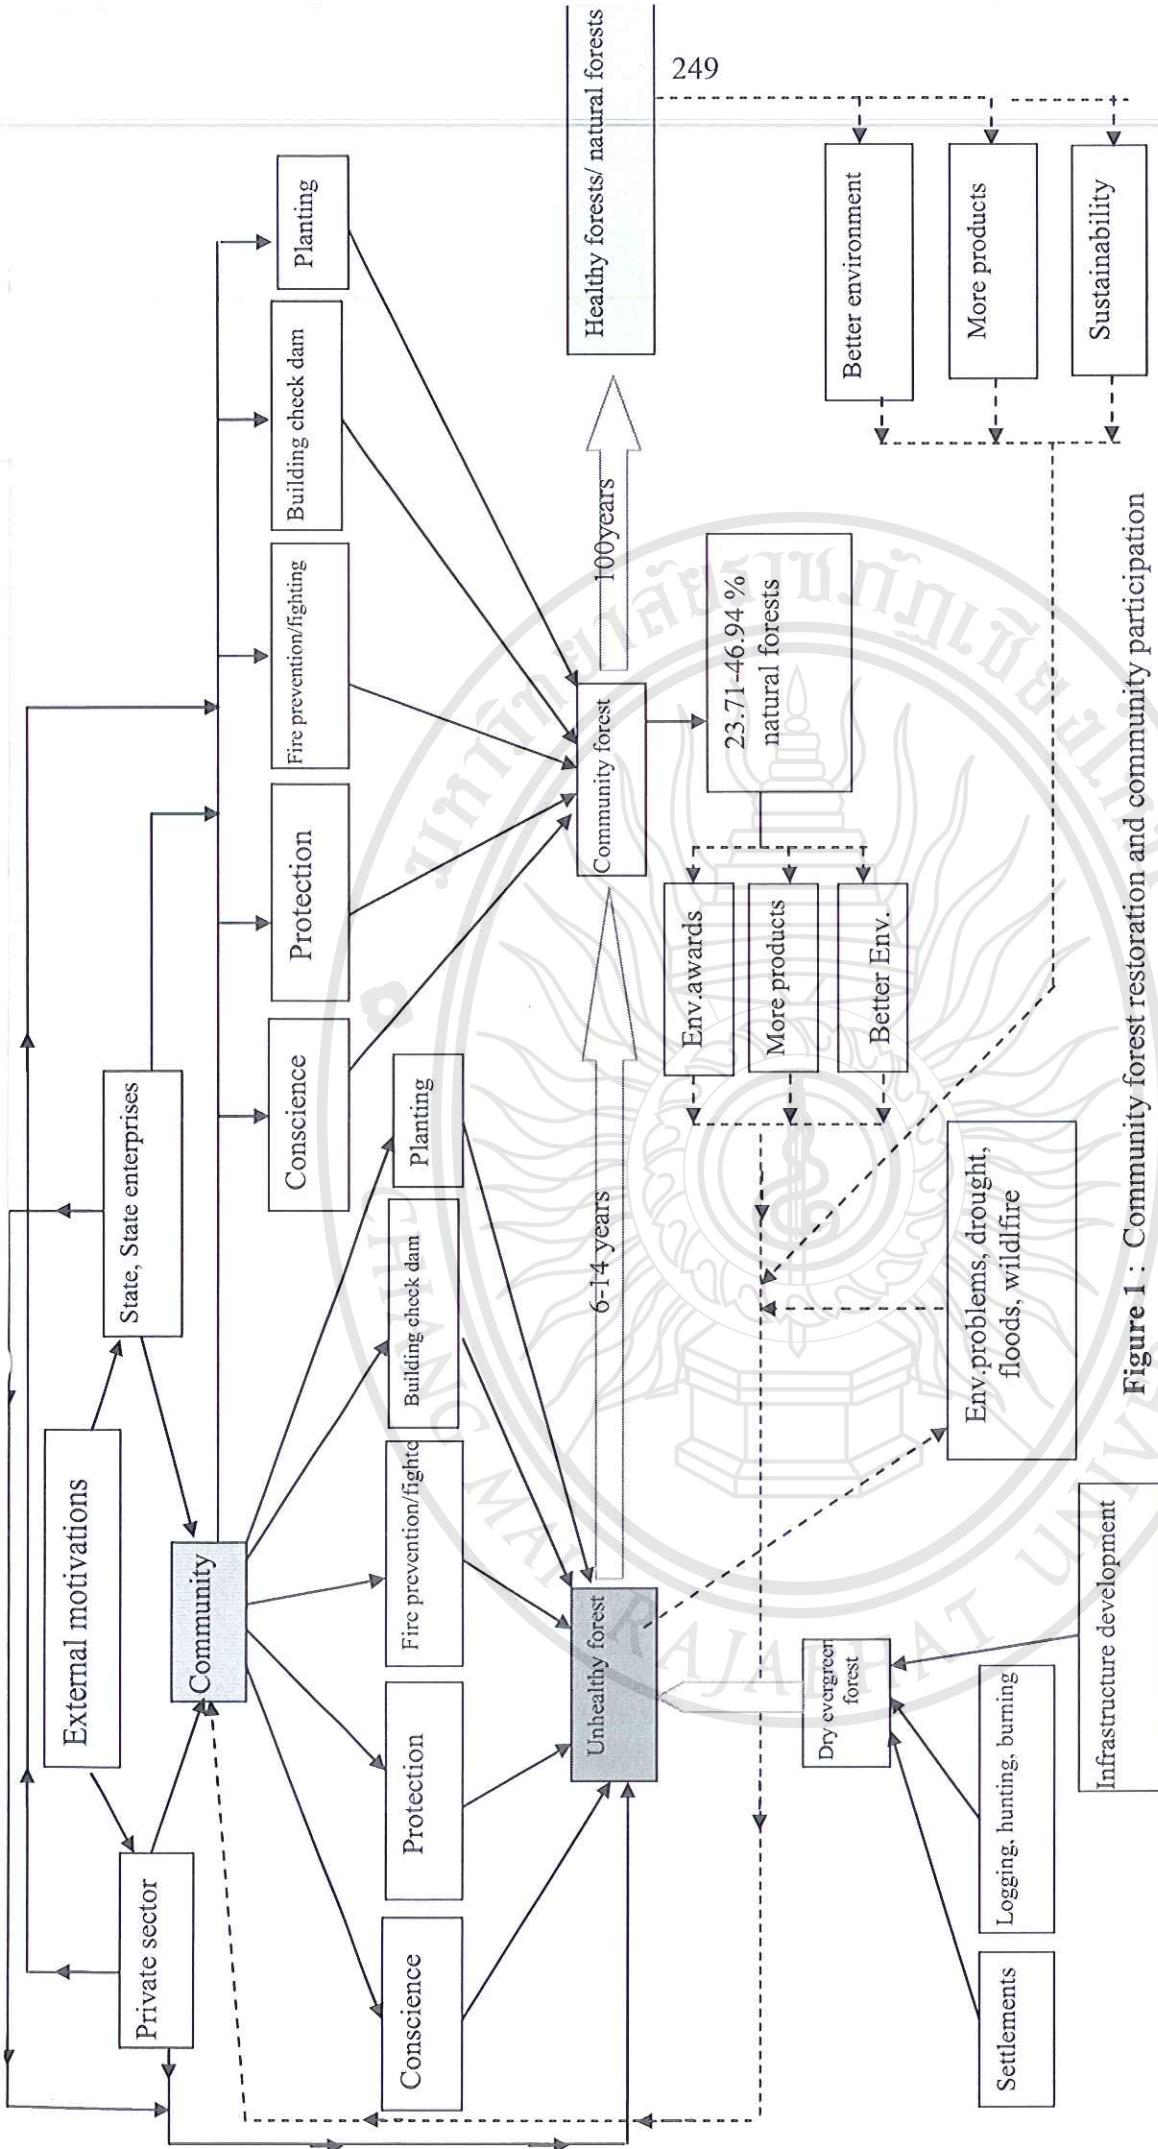 249
External motivations
Private sector
State, State enterprises
Community
Conscience
Protection
Fire prevention/fighting
Building check dam
Planting
Conscience
Protection
Fire prevention/fighte
Building check dam
Planting
Unhealthy forest
6-14 years
Community forest
100years
Healthy forests/ natural forests
23.71-46.94 %
natural forests
Env.awards
More products
Better Env.
Better environment
More products
Sustainability
Dry evergreen
forest
Env.problems, drought,
floods, wildlfire
Settlements
Logging, hunting, burning
Infrastructure development
Figure 1 : Community forest restoration and community participation